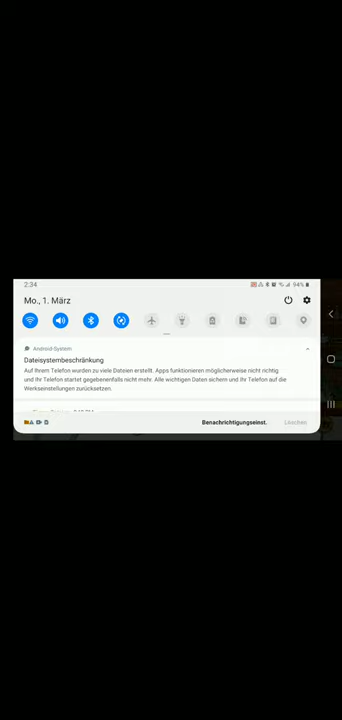 2:34
94%
Mo., 1. März
Android-System
Dateisystembeschränkung
Auf Ihrem Telefon wurden zu viele Dateien erstellt. Apps funktionieren möglicherweise nicht richtig
und Ihr Telefon startet gegebenenfalls nicht mehr. Alle wichtigen Daten sichern und Ihr Telefon auf die
Werkseinstellungen zurücksetzen.
Benachrichtigungseinst.
Löschen